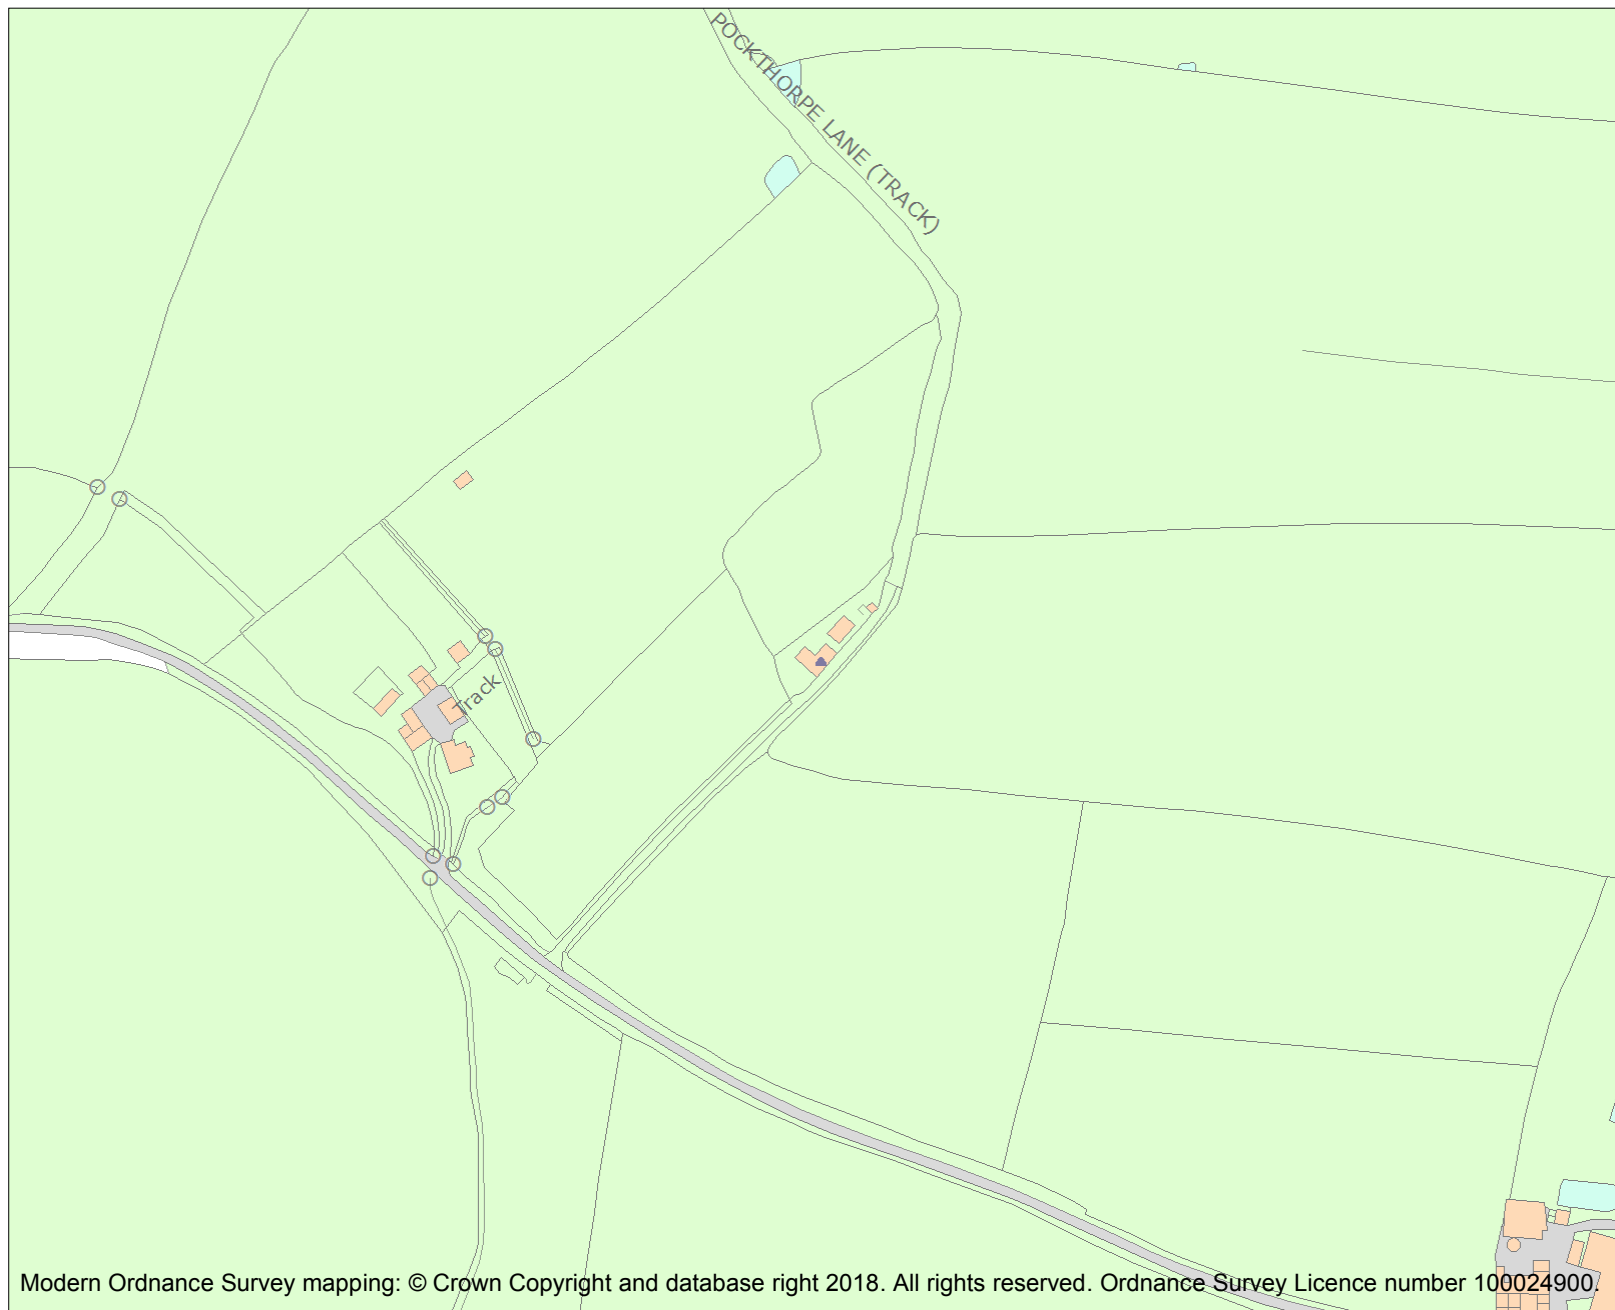 POCKTHORPE LANE (TRACK)
Track
Modern Ordnance Survey mapping: © Crown Copyright and database right 2018. All rights reserved. Ordnance Survey Licence number 100024900.